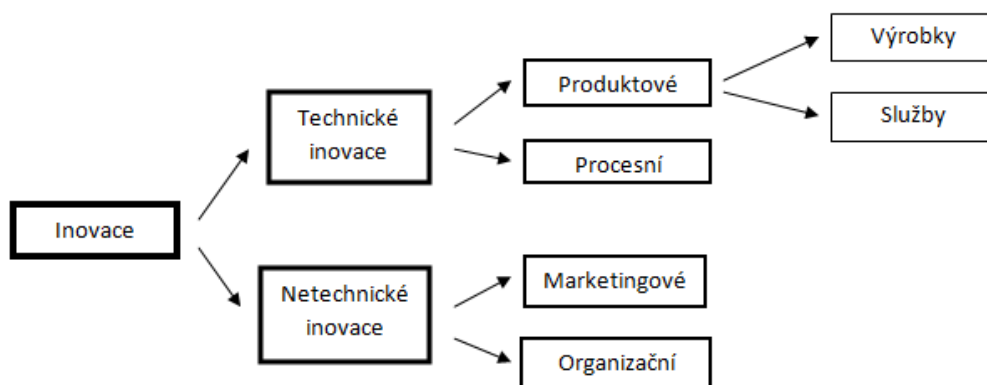 Výrobky
Produktové
Služby
Technické
inovace
Procesní
Inovace
Marketingové
Netechnické
inovace
Organizační